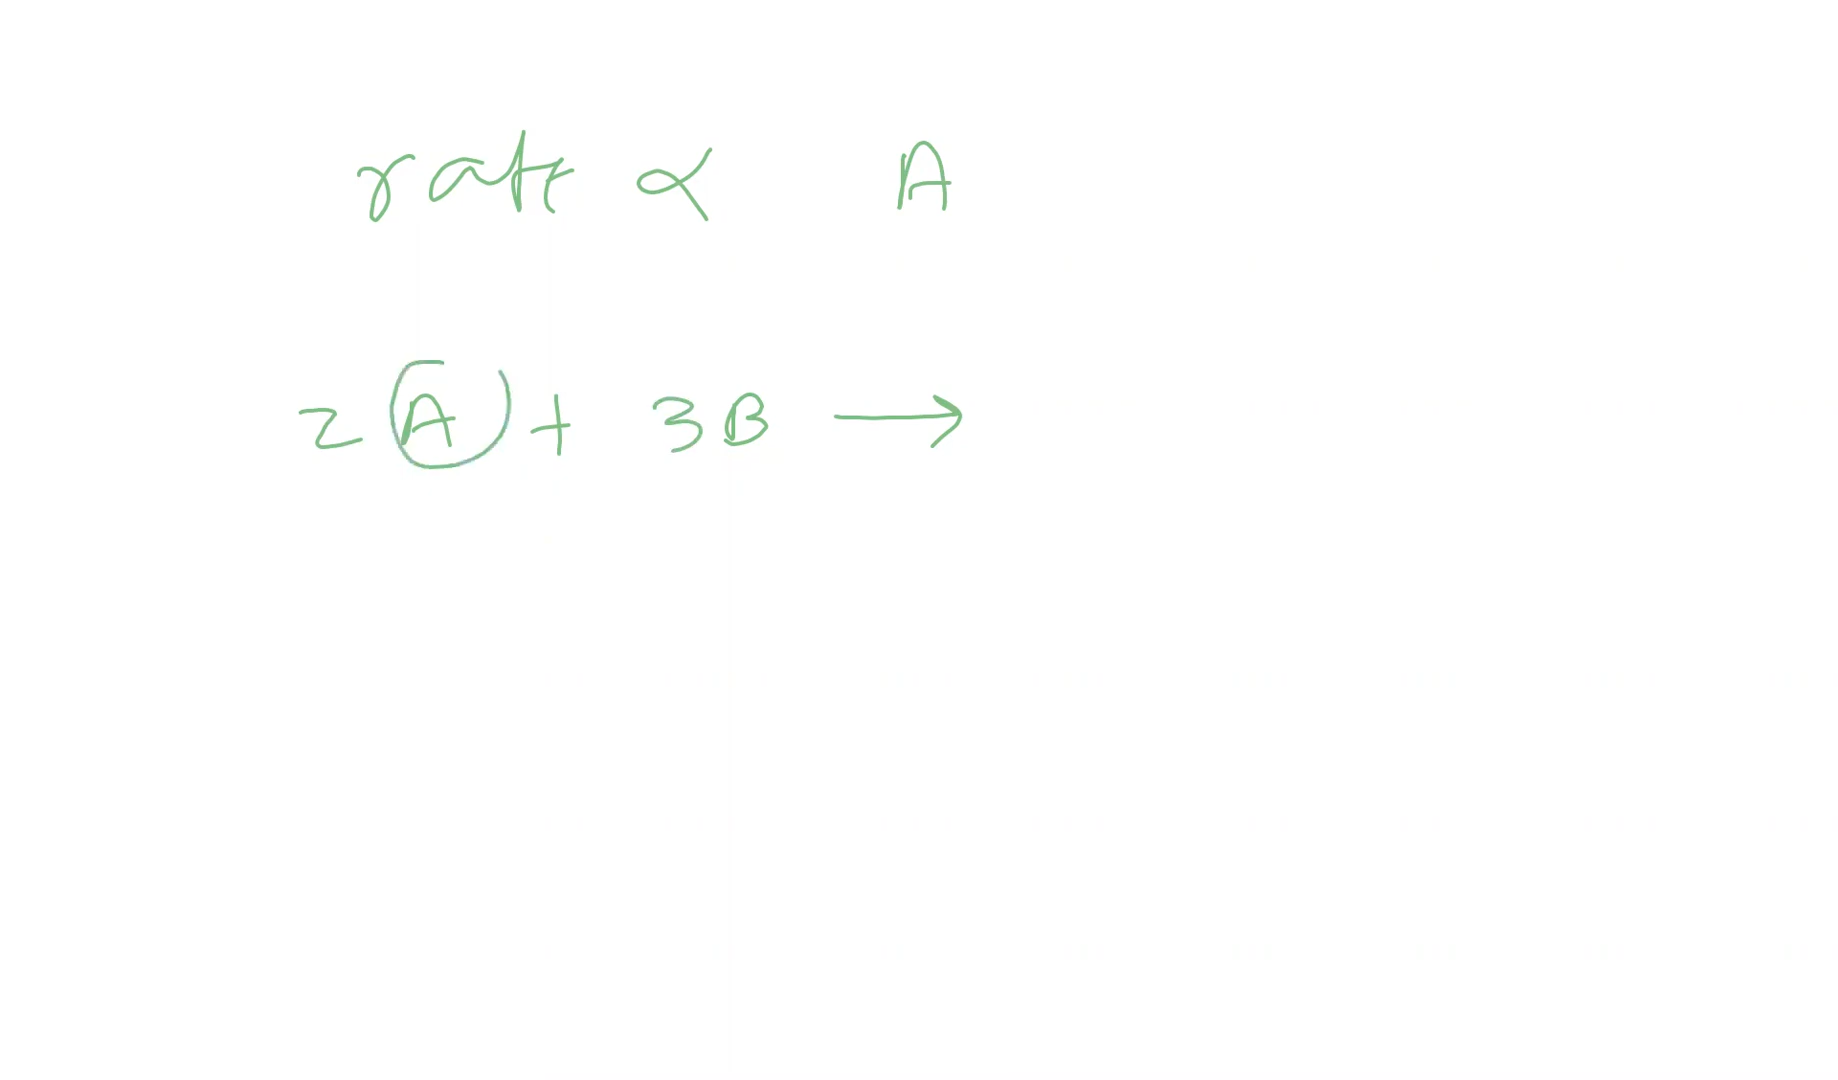 rate ∝ A
2A + 3B ⟶